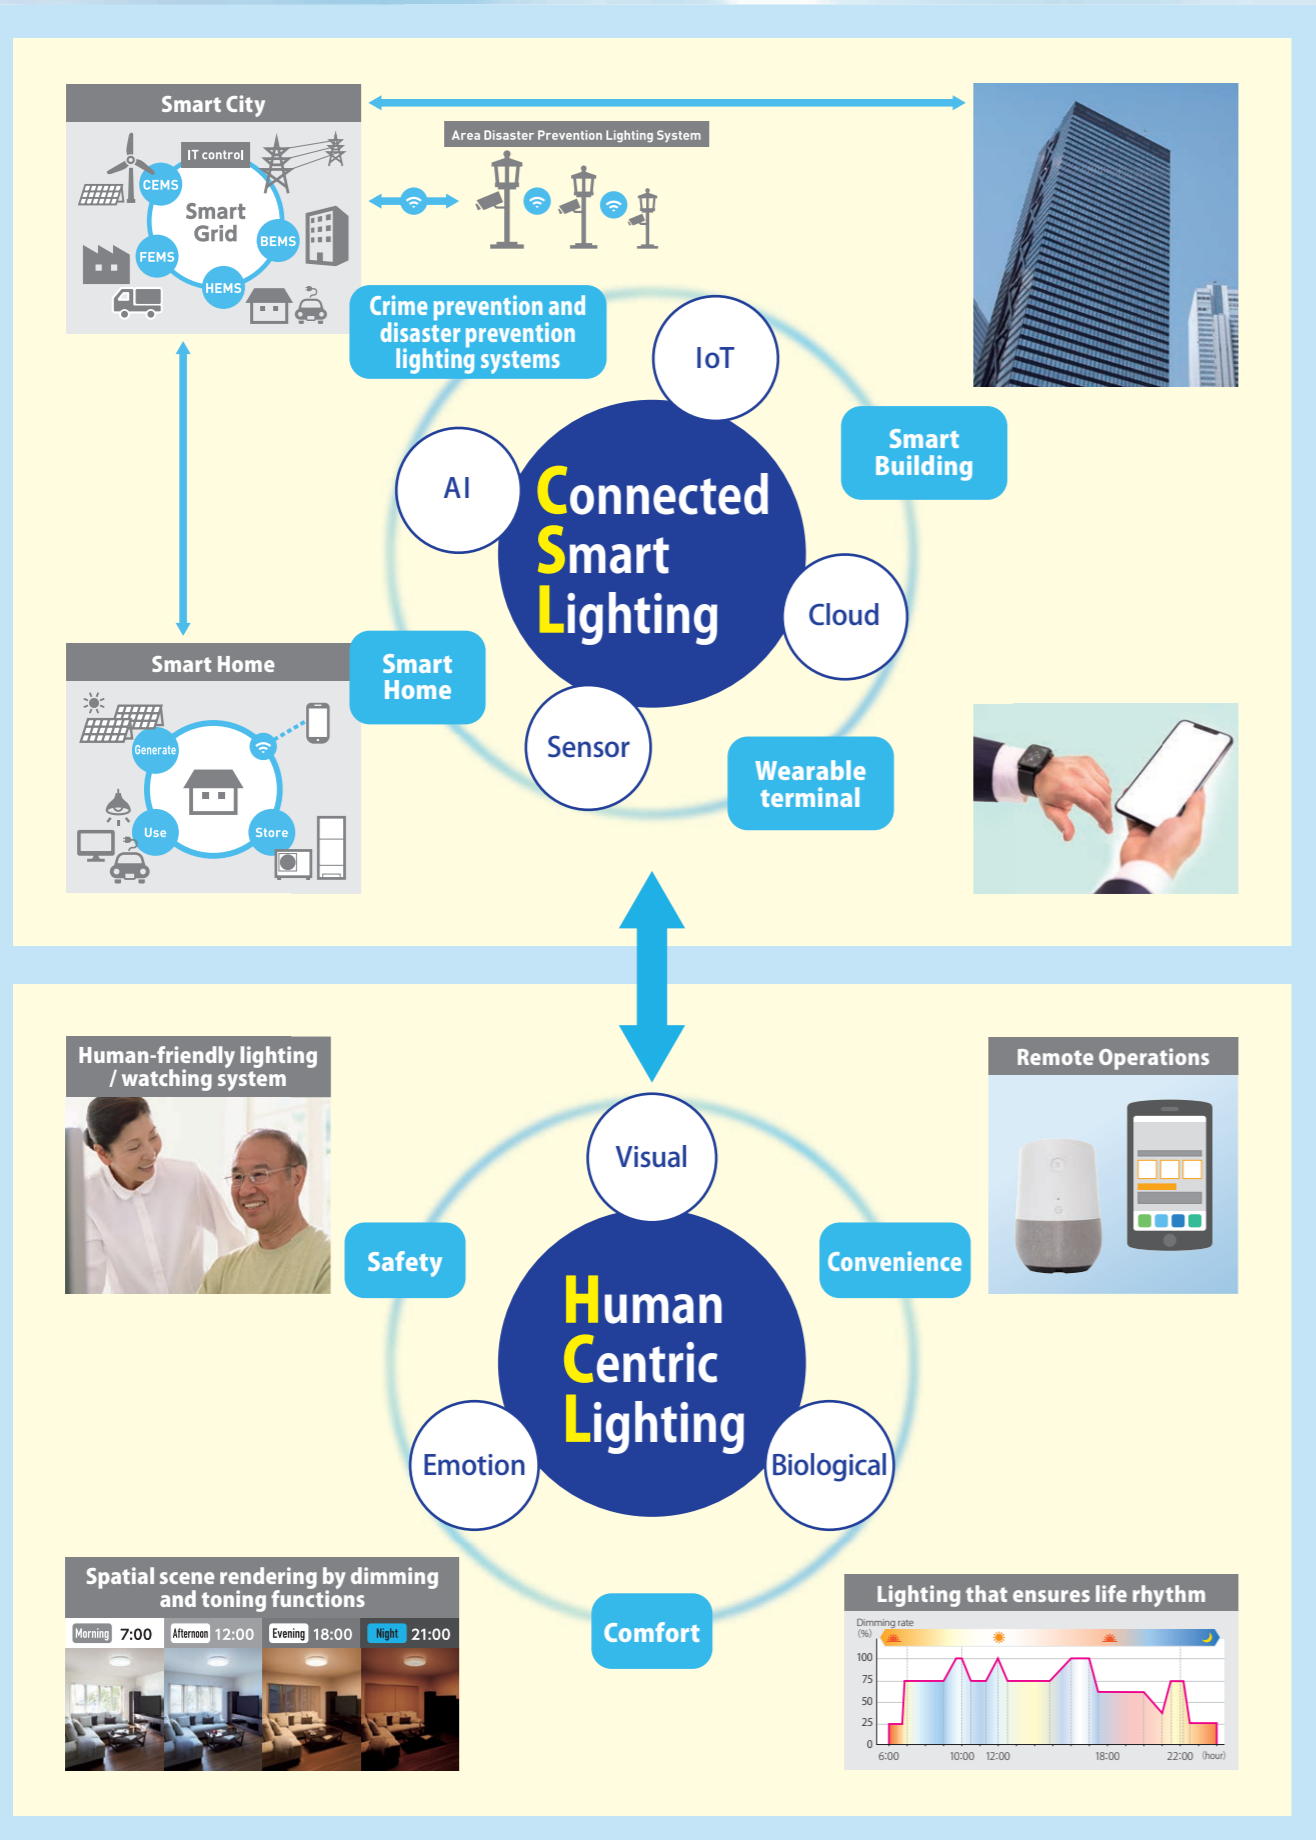 Smart City
IT control
CEMS
Smart
Grid
BEMS
FEMS
HEMS
Area Disaster Prevention Lighting System
Crime prevention and
disaster prevention
lighting systems
IoT
AI
Smart
Building
Connected
Smart
Lighting
Cloud
Smart Home
Generate
Use
Store
Smart
Home
Sensor
Wearable
terminal
Human-friendly lighting
/ watching system
Remote Operations
Visual
Safety
Convenience
Human
Centric
Lighting
Emotion
Biological
Comfort
Spatial scene rendering by dimming
and toning functions
Morning 7:00
Afternoon 12:00
Evening 18:00
Night 21:00
Lighting that ensures life rhythm
Dimming rate
(%)
100
75
50
25
0
6:00 10:00 12:00 18:00 22:00 (hour)